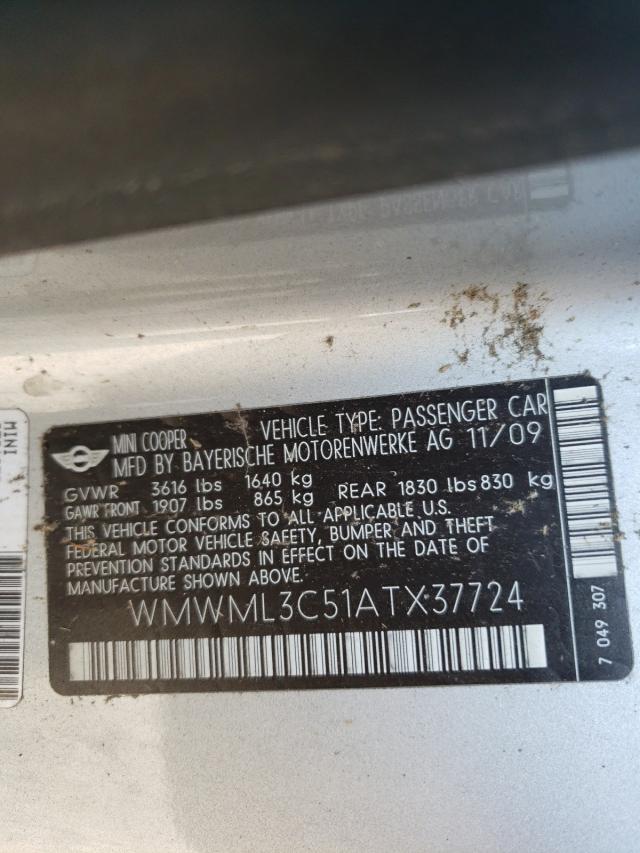 MINI COOPER VEHICLE TYPE: PASSENGER CAR
MFD BY BAYERISCHE MOTORENWERKE AG 11/09
GVWR 3616 lbs 1640 kg
GAWR FRONT 1907 lbs 865 kg REAR 1830 lbs 830 kg
THIS VEHICLE CONFORMS TO ALL APPLICABLE U.S.
FEDERAL MOTOR VEHICLE SAFETY, BUMPER AND THEFT
PREVENTION STANDARDS IN EFFECT ON THE DATE OF
MANUFACTURE SHOWN ABOVE.
WMWML3C51ATX37724
7 049 307
MINI